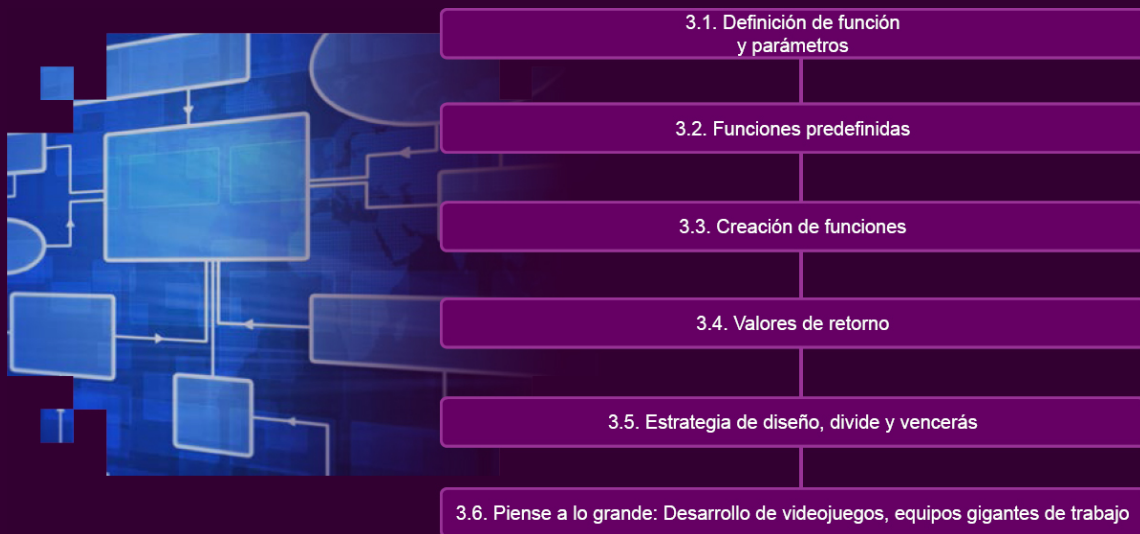 3.1. Definición de función
y parámetros
3.2. Funciones predefinidas
3.3. Creación de funciones
3.4. Valores de retorno
3.5. Estrategia de diseño, divide y vencerás
3.6. Piense a lo grande: Desarrollo de videojuegos, equipos gigantes de trabajo